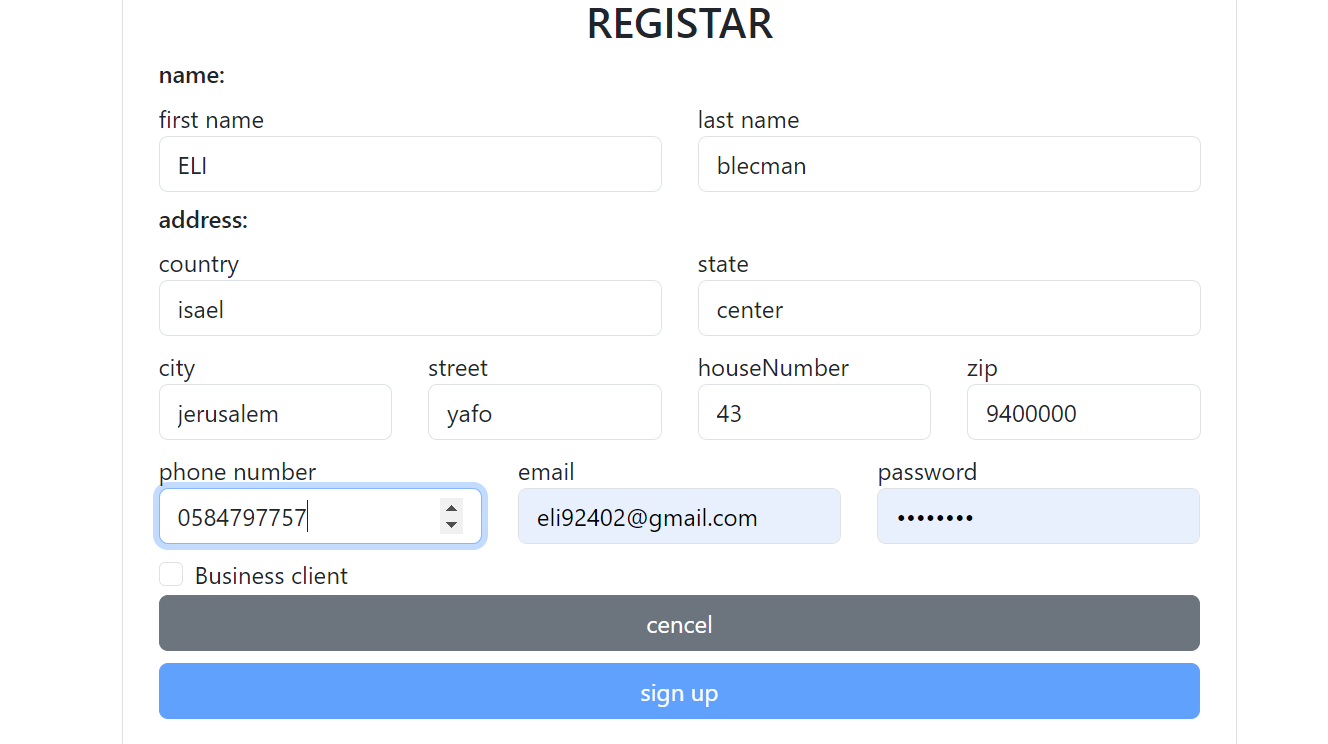 REGISTAR
name:
first name last name
ELI blecman
address:
country state
isael center
city street houseNumber zip
jerusalem yafo 43 9400000
phone number email password
0584797757 eli92402@gmail.com ••••••••
Business client
cencel
sign up